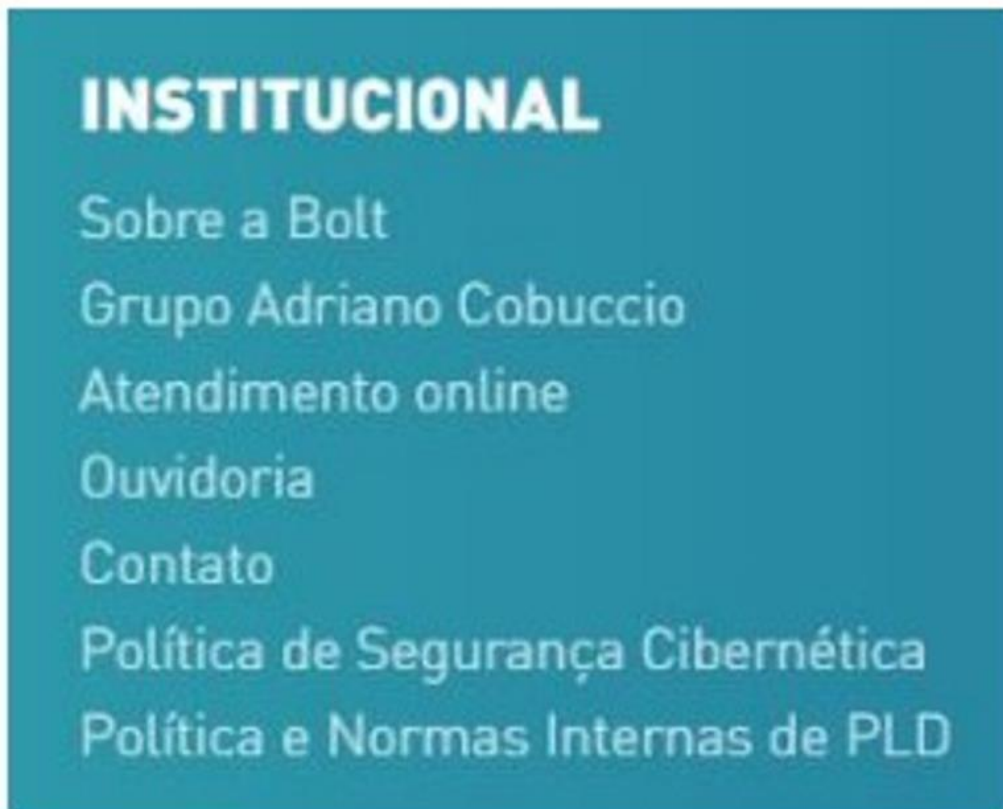 INSTITUCIONAL
Sobre a Bolt
Grupo Adriano Cobuccio
Atendimento online
Ouvidoria
Contato
Política de Segurança Cibernética
Política e Normas Internas de PLD